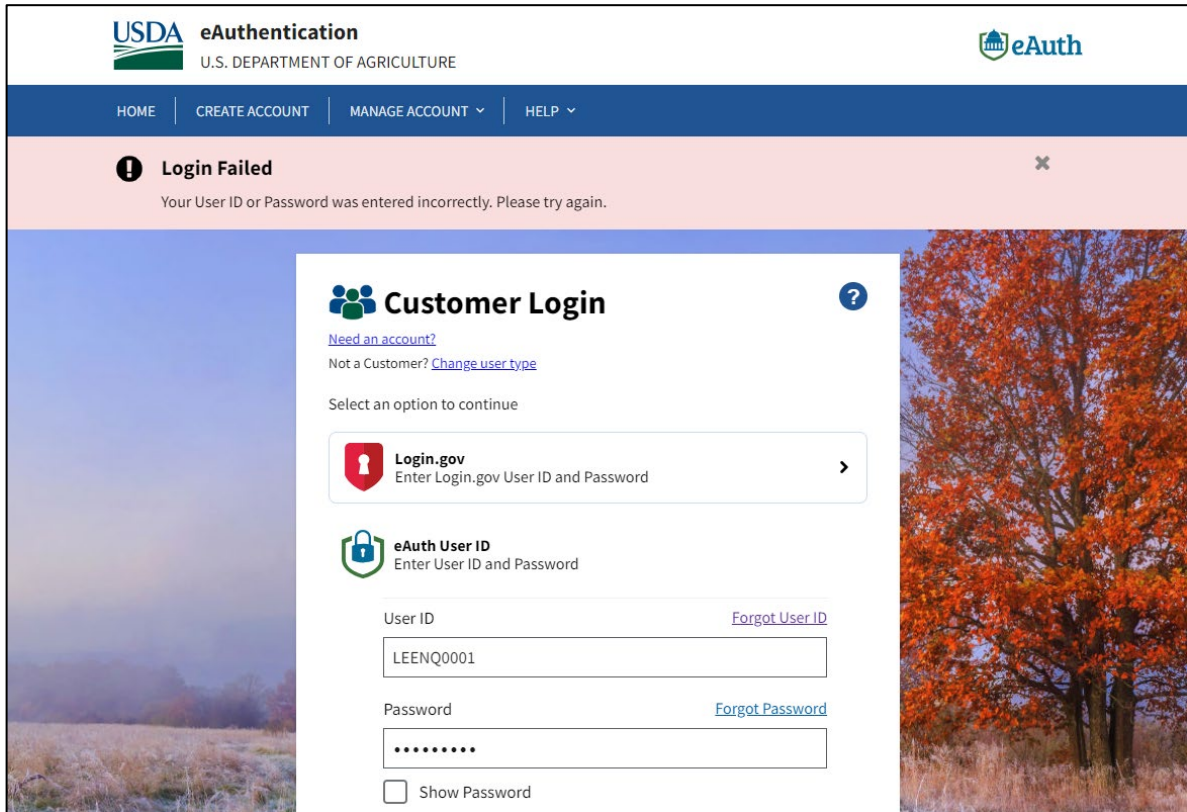 USDA
eAuthentication
U.S. DEPARTMENT OF AGRICULTURE
eAuth
HOME
CREATE ACCOUNT
MANAGE ACCOUNT
HELP
Login Failed
Your User ID or Password was entered incorrectly. Please try again.
Customer Login
Need an account?
Not a Customer? Change user type
Select an option to continue
Login.gov
Enter Login.gov User ID and Password
eAuth User ID
Enter User ID and Password
User ID
Forgot User ID
LEENQ0001
Password
Forgot Password
•••••••••
Show Password